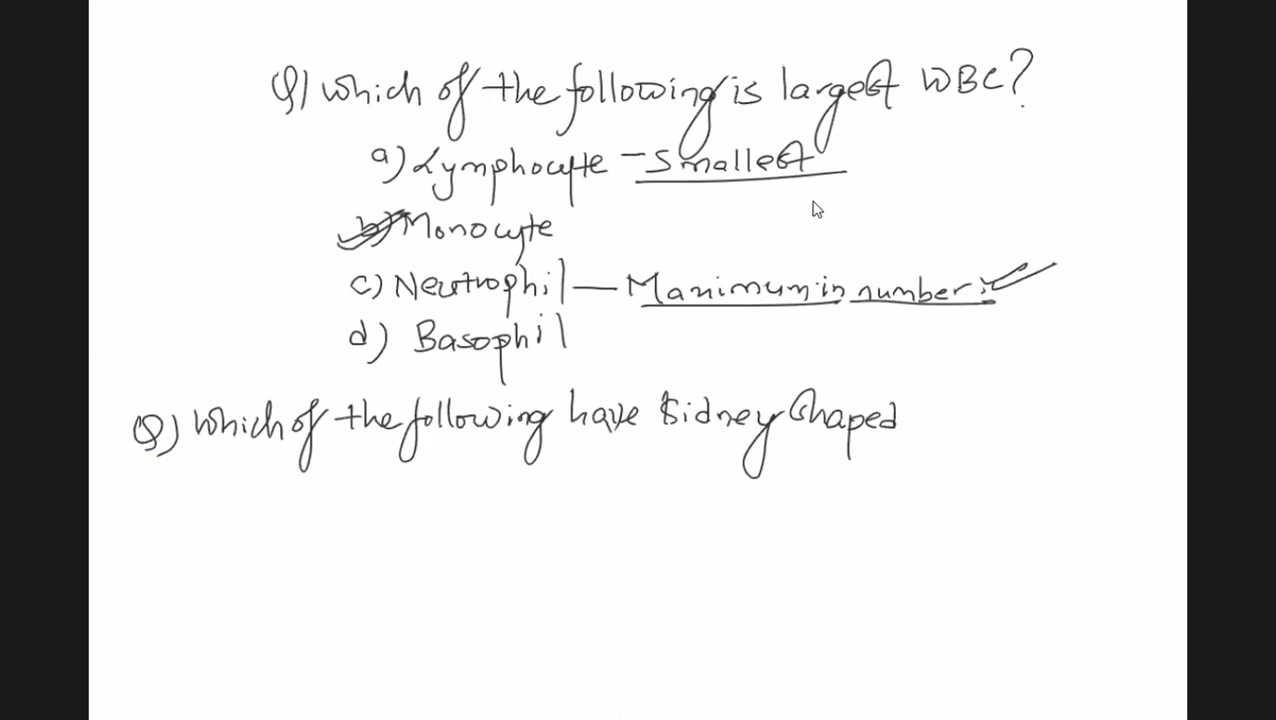 Q) Which of the following is largest WBC?
a) Lymphocyte - Smallest
b) Monocyte
c) Neutrophil — Maximum in number.
d) Basophil
Q) Which of the following have kidney shaped